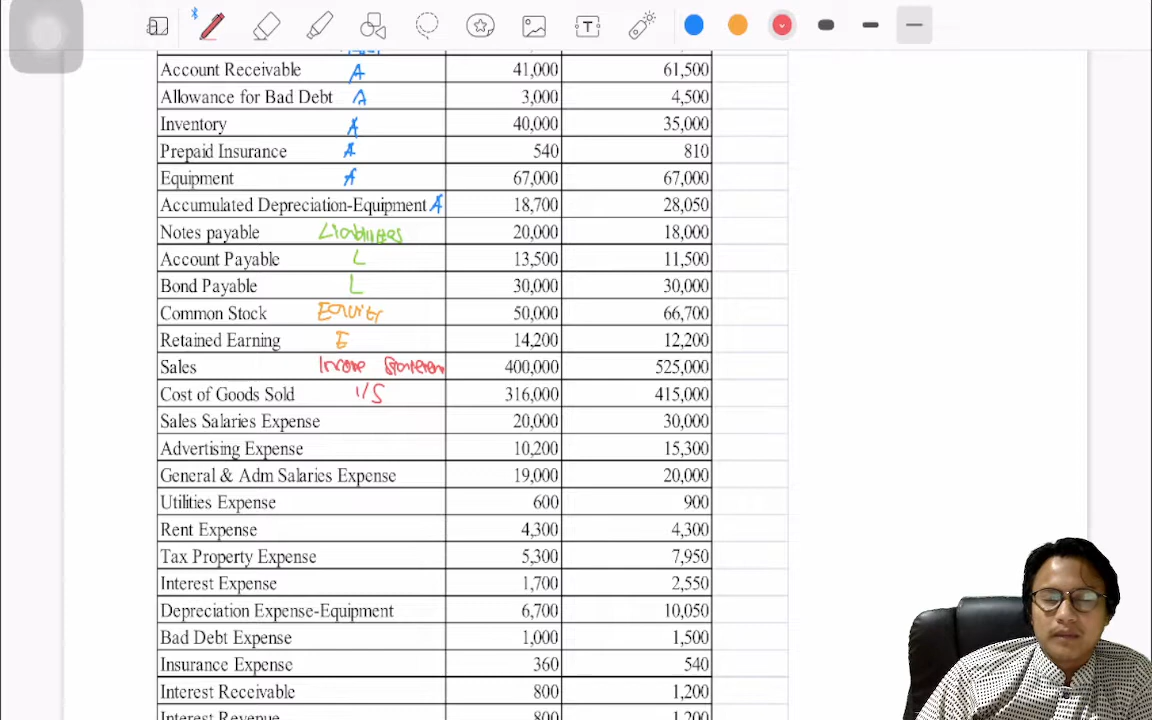 T
Account Receivable A 41,000 61,500
Allowance for Bad Debt A 3,000 4,500
Inventory A 40,000 35,000
Prepaid Insurance A 540 810
Equipment A 67,000 67,000
Accumulated Depreciation-Equipment A 18,700 28,050
Notes payable Liabilities 20,000 18,000
Account Payable L 13,500 11,500
Bond Payable L 30,000 30,000
Common Stock Equity 50,000 66,700
Retained Earning E 14,200 12,200
Sales Income 400,000 525,000
Cost of Goods Sold I/S 316,000 415,000
Sales Salaries Expense 20,000 30,000
Advertising Expense 10,200 15,300
General & Adm Salaries Expense 19,000 20,000
Utilities Expense 600 900
Rent Expense 4,300 4,300
Tax Property Expense 5,300 7,950
Interest Expense 1,700 2,550
Depreciation Expense-Equipment 6,700 10,050
Bad Debt Expense 1,000 1,500
Insurance Expense 360 540
Interest Receivable 800 1,200
Interest Revenue 800 1,200